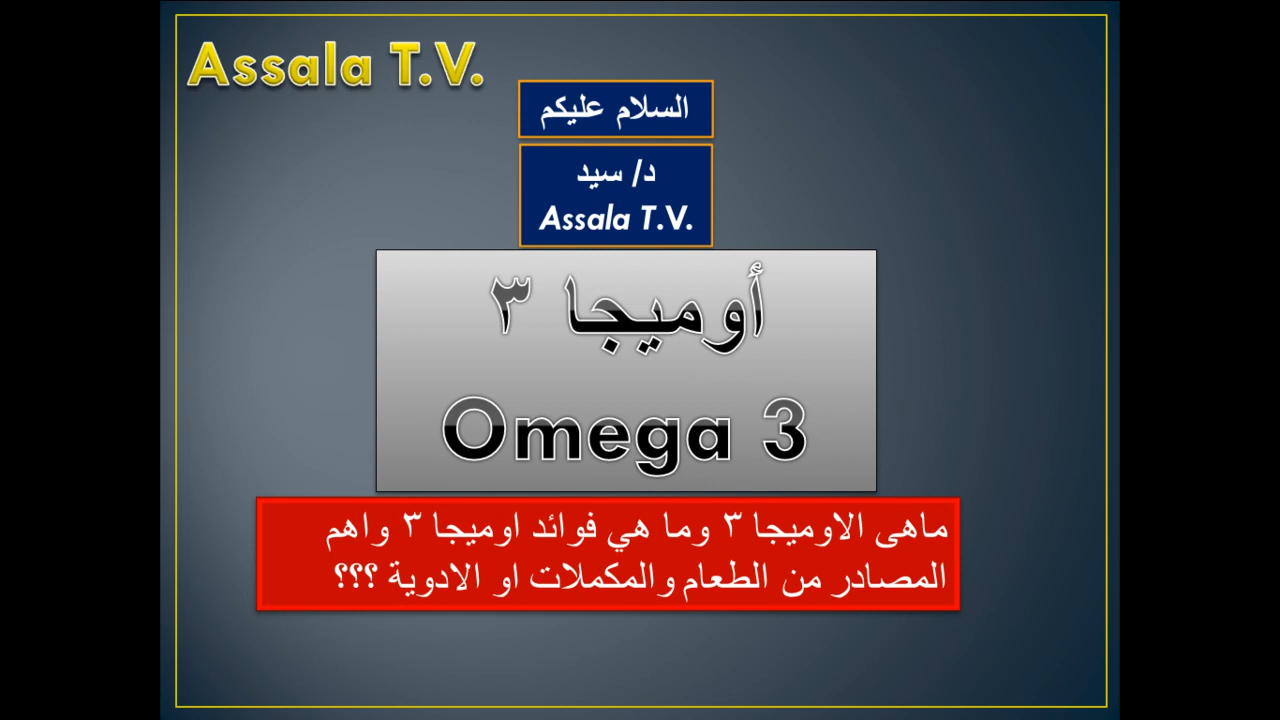 Assala T.V.
السلام عليكم
د/ سيد
Assala T.V.
أوميجا ٣
Omega 3
ماهى الاوميجا ٣ وما هي فوائد اوميجا ٣ واهم
المصادر من الطعام والمكملات او الادوية ؟؟؟